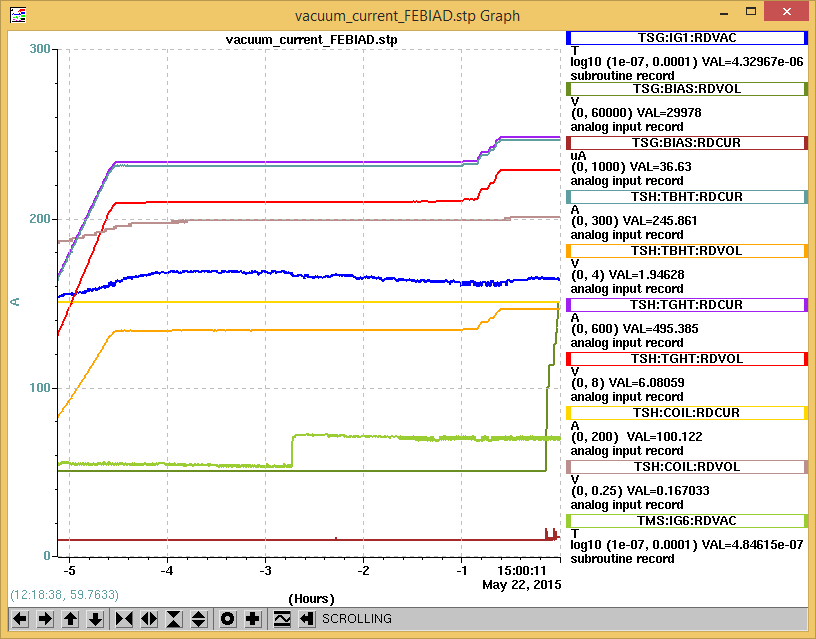 vacuum_current_FEBIAD.stp Graph
vacuum_current_FEBIAD.stp
300
200
A
100
0
-5
-4
-3
-2
-1
15:00:11
May 22, 2015
(Hours)
(12:18:38, 59.7633)
SCROLLING
TSG:IG1:RDVAC
T
log10 (1e-07, 0.0001) VAL=4.32967e-06
subroutine record
TSG:BIAS:RDVOL
V
(0, 60000) VAL=29978
analog input record
TSG:BIAS:RDCUR
uA
(0, 1000) VAL=36.63
analog input record
TSH:TBHT:RDCUR
A
(0, 300) VAL=245.861
analog input record
TSH:TBHT:RDVOL
V
(0, 4) VAL=1.94628
analog input record
TSH:TGHT:RDCUR
A
(0, 600) VAL=495.385
analog input record
TSH:TGHT:RDVOL
V
(0, 8) VAL=6.08059
analog input record
TSH:COIL:RDCUR
A
(0, 200) VAL=100.122
analog input record
TSH:COIL:RDVOL
V
(0, 0.25) VAL=0.167033
analog input record
TMS:IG6:RDVAC
T
log10 (1e-07, 0.0001) VAL=4.84615e-07
subroutine record